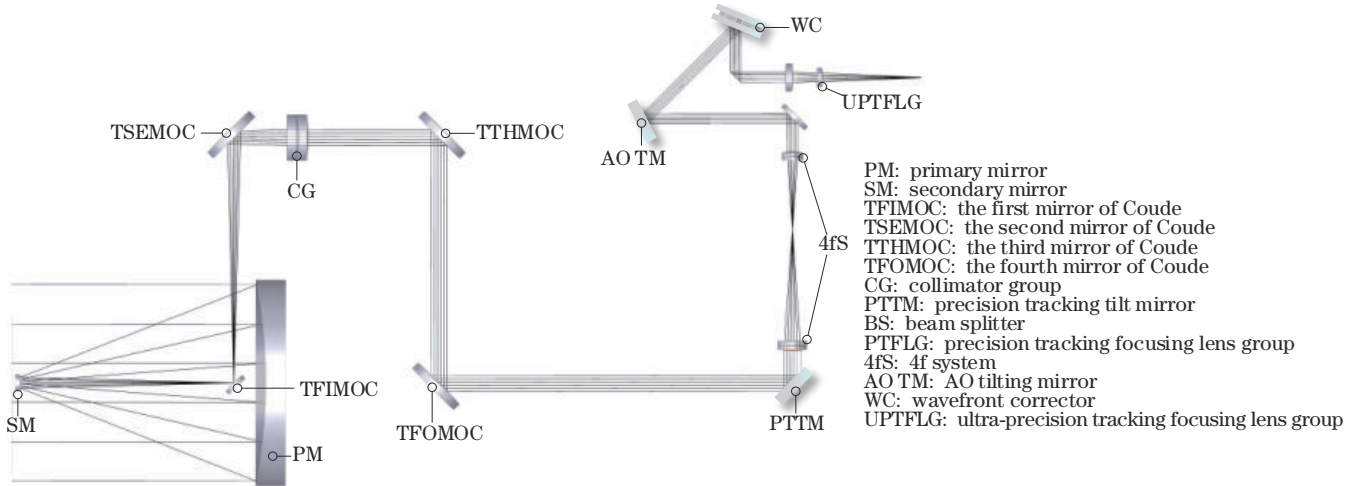 WC
UPTFLG
TSEMOC
TTHMOC
AO TM
CG
4fS
TFIMOC
SM
TFOMOC
PTTM
PM
PM: primary mirror
SM: secondary mirror
TFIMOC: the first mirror of Coude
TSEMOC: the second mirror of Coude
TTHMOC: the third mirror of Coude
TFOMOC: the fourth mirror of Coude
CG: collimator group
PTTM: precision tracking tilt mirror
BS: beam splitter
PTFLG: precision tracking focusing lens group
4fS: 4f system
AO TM: AO tilting mirror
WC: wavefront corrector
UPTFLG: ultra-precision tracking focusing lens group